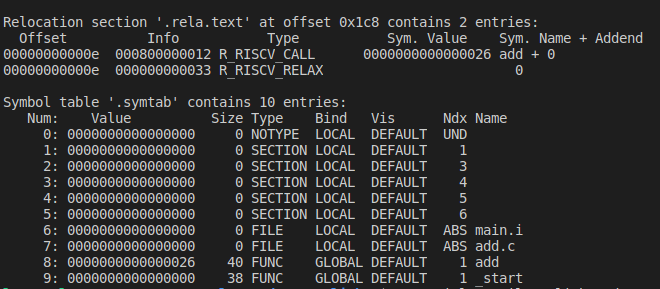 Relocation section '.rela.text' at offset 0x1c8 contains 2 entries:
  Offset          Info           Type           Sym. Value    Sym. Name + Addend
00000000000e  000800000012 R_RISCV_CALL      0000000000000026 add + 0
00000000000e  000000000033 R_RISCV_RELAX                        0

Symbol table '.symtab' contains 10 entries:
   Num:    Value          Size Type    Bind   Vis      Ndx Name
     0: 0000000000000000     0 NOTYPE  LOCAL  DEFAULT  UND
     1: 0000000000000000     0 SECTION LOCAL  DEFAULT    1
     2: 0000000000000000     0 SECTION LOCAL  DEFAULT    3
     3: 0000000000000000     0 SECTION LOCAL  DEFAULT    4
     4: 0000000000000000     0 SECTION LOCAL  DEFAULT    5
     5: 0000000000000000     0 SECTION LOCAL  DEFAULT    6
     6: 0000000000000000     0 FILE    LOCAL  DEFAULT  ABS main.i
     7: 0000000000000000     0 FILE    LOCAL  DEFAULT  ABS add.c
     8: 0000000000000026    40 FUNC    GLOBAL DEFAULT    1 add
     9: 0000000000000000    38 FUNC    GLOBAL DEFAULT    1 _start